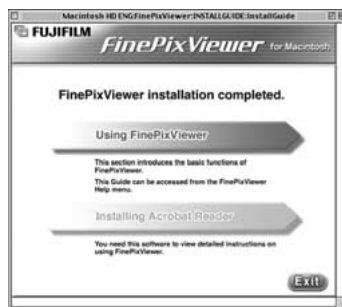 Macintosh HD ENG:FinePixViewer:INSTALLGUIDE:InstallGuide
FUJIFILM
FinePixViewer for Macintosh
FinePixViewer installation completed.
Using FinePixViewer
This section introduces the basic functions of
FinePixViewer.
This Guide can be accessed from the FinePixViewer
Help menu.
Installing Acrobat Reader
You need this software to view detailed instructions on
using FinePixViewer.
Exit